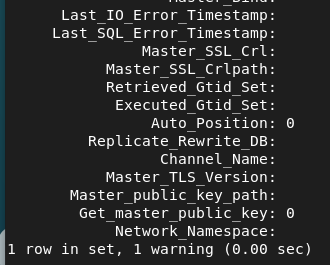 Last_IO_Error_Timestamp:
Last_SQL_Error_Timestamp:
Master_SSL_Crl:
Master_SSL_Crlpath:
Retrieved_Gtid_Set:
Executed_Gtid_Set:
Auto_Position: 0
Replicate_Rewrite_DB:
Channel_Name:
Master_TLS_Version:
Master_public_key_path:
Get_master_public_key: 0
Network_Namespace:
1 row in set, 1 warning (0.00 sec)